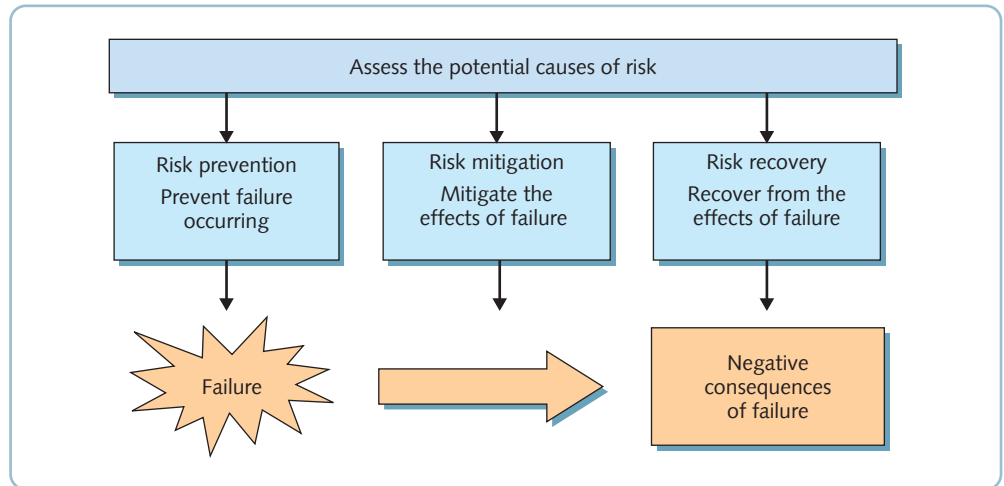 Assess the potential causes of risk
Risk prevention
Prevent failure
occurring
Risk mitigation
Mitigate the
effects of failure
Risk recovery
Recover from the
effects of failure
Failure
Negative
consequences
of failure